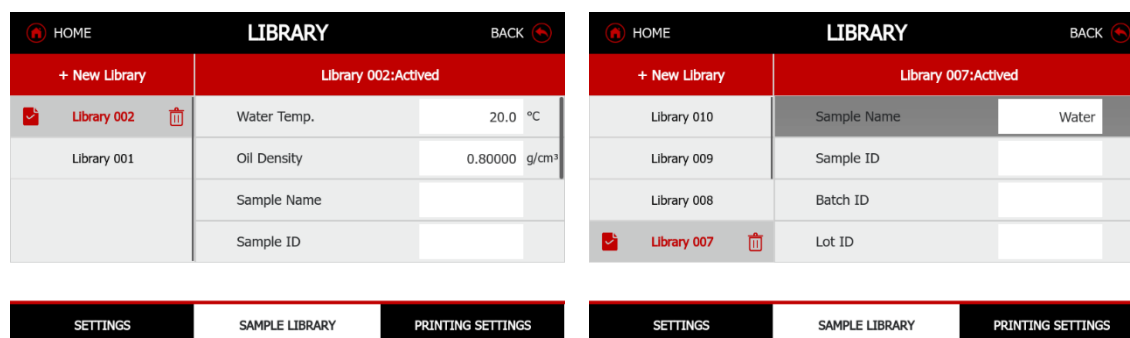 HOME
LIBRARY
BACK
+ New Library
Library 002:Actived
Library 002
Water Temp.
20.0 °C
Library 001
Oil Density
0.80000 g/cm³
Sample Name
Sample ID
SETTINGS
SAMPLE LIBRARY
PRINTING SETTINGS
HOME
LIBRARY
BACK
+ New Library
Library 007:Actived
Library 010
Sample Name
Water
Library 009
Sample ID
Library 008
Batch ID
Library 007
Lot ID
SETTINGS
SAMPLE LIBRARY
PRINTING SETTINGS